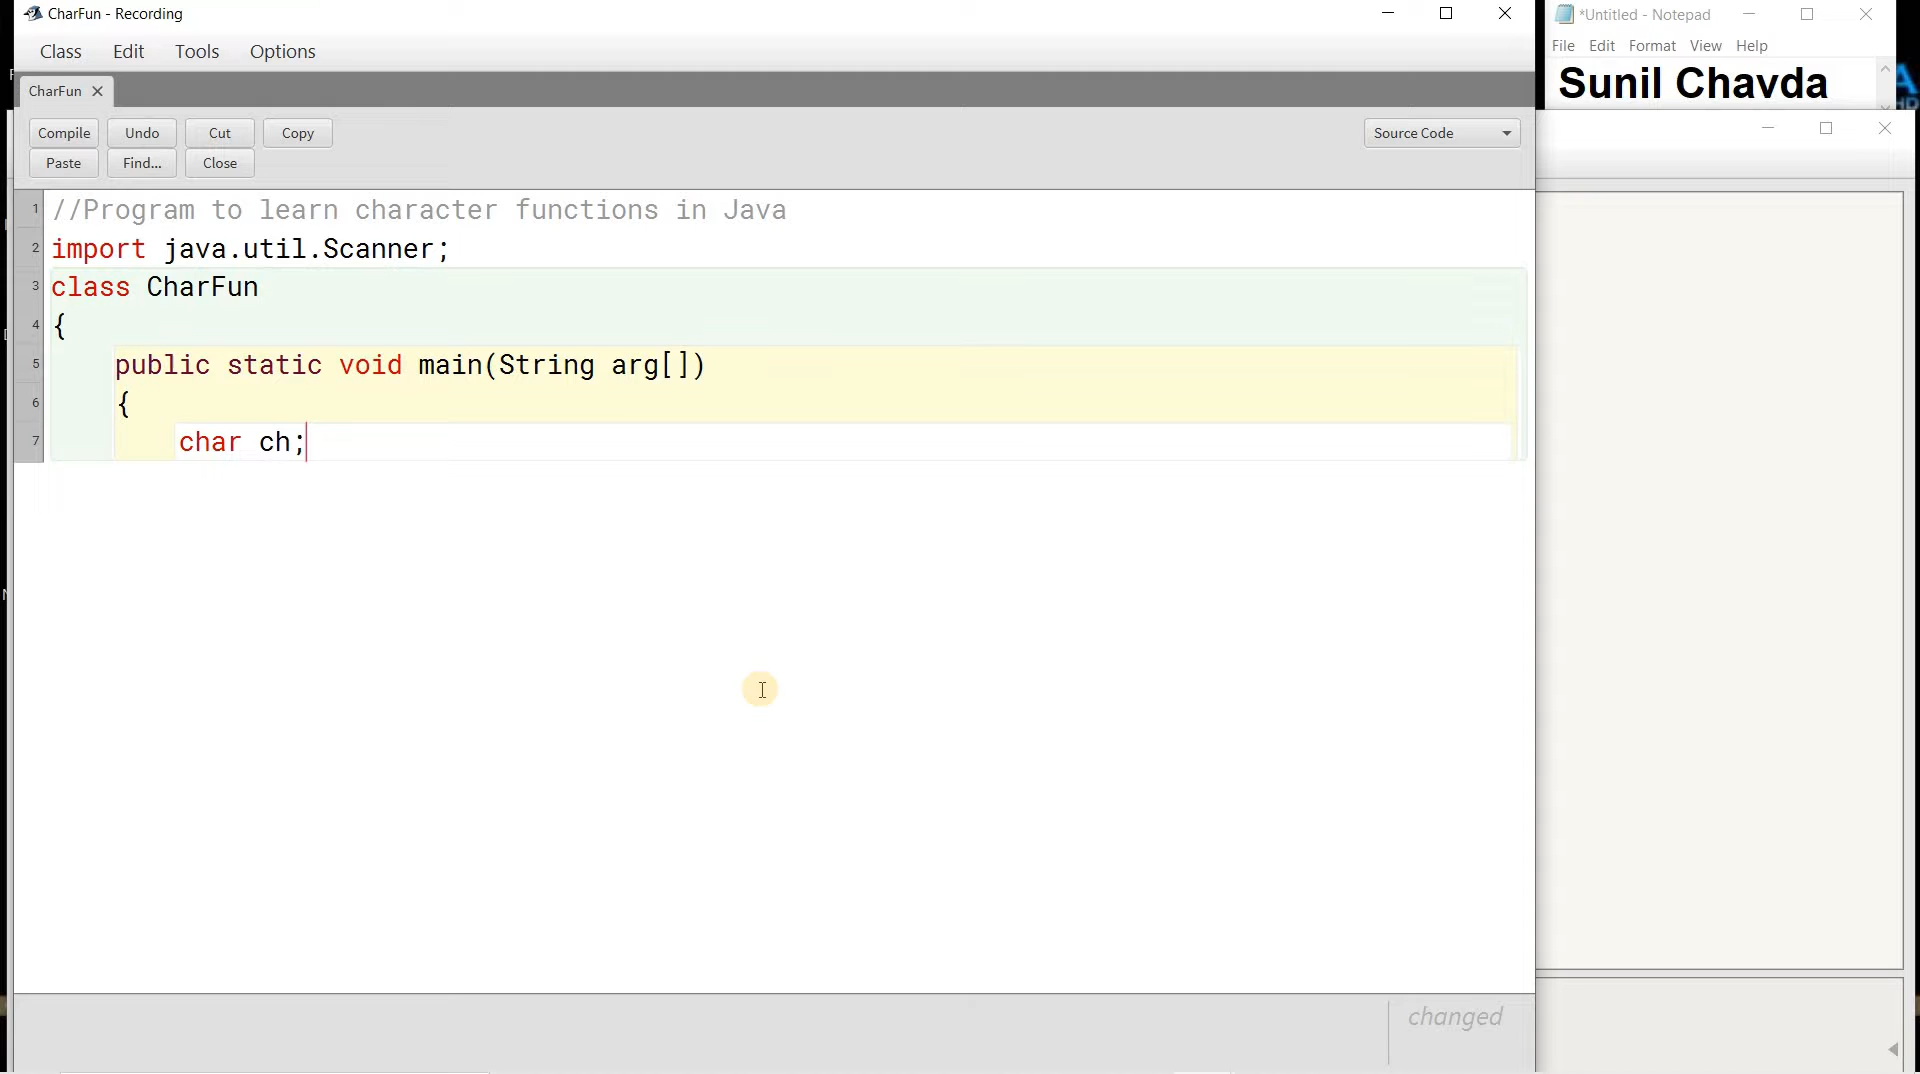 CharFun - Recording
Class Edit Tools Options
CharFun
Compile Undo Cut Copy
Paste Find... Close
Source Code
1 //Program to learn character functions in Java
2 import java.util.Scanner;
3 class CharFun
4 {
5 public static void main(String arg[])
6 {
7 char ch;
changed
*Untitled - Notepad
File Edit Format View Help
Sunil Chavda